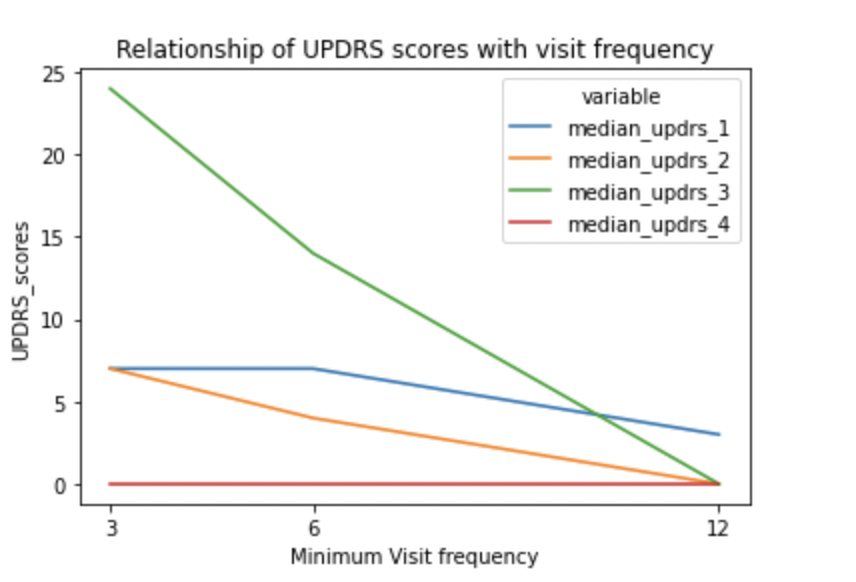 Relationship of UPDRS scores with visit frequency
25
20
15
10
5
0
UPDRS_scores
variable
median_updrs_1
median_updrs_2
median_updrs_3
median_updrs_4
3 6 12
Minimum Visit frequency